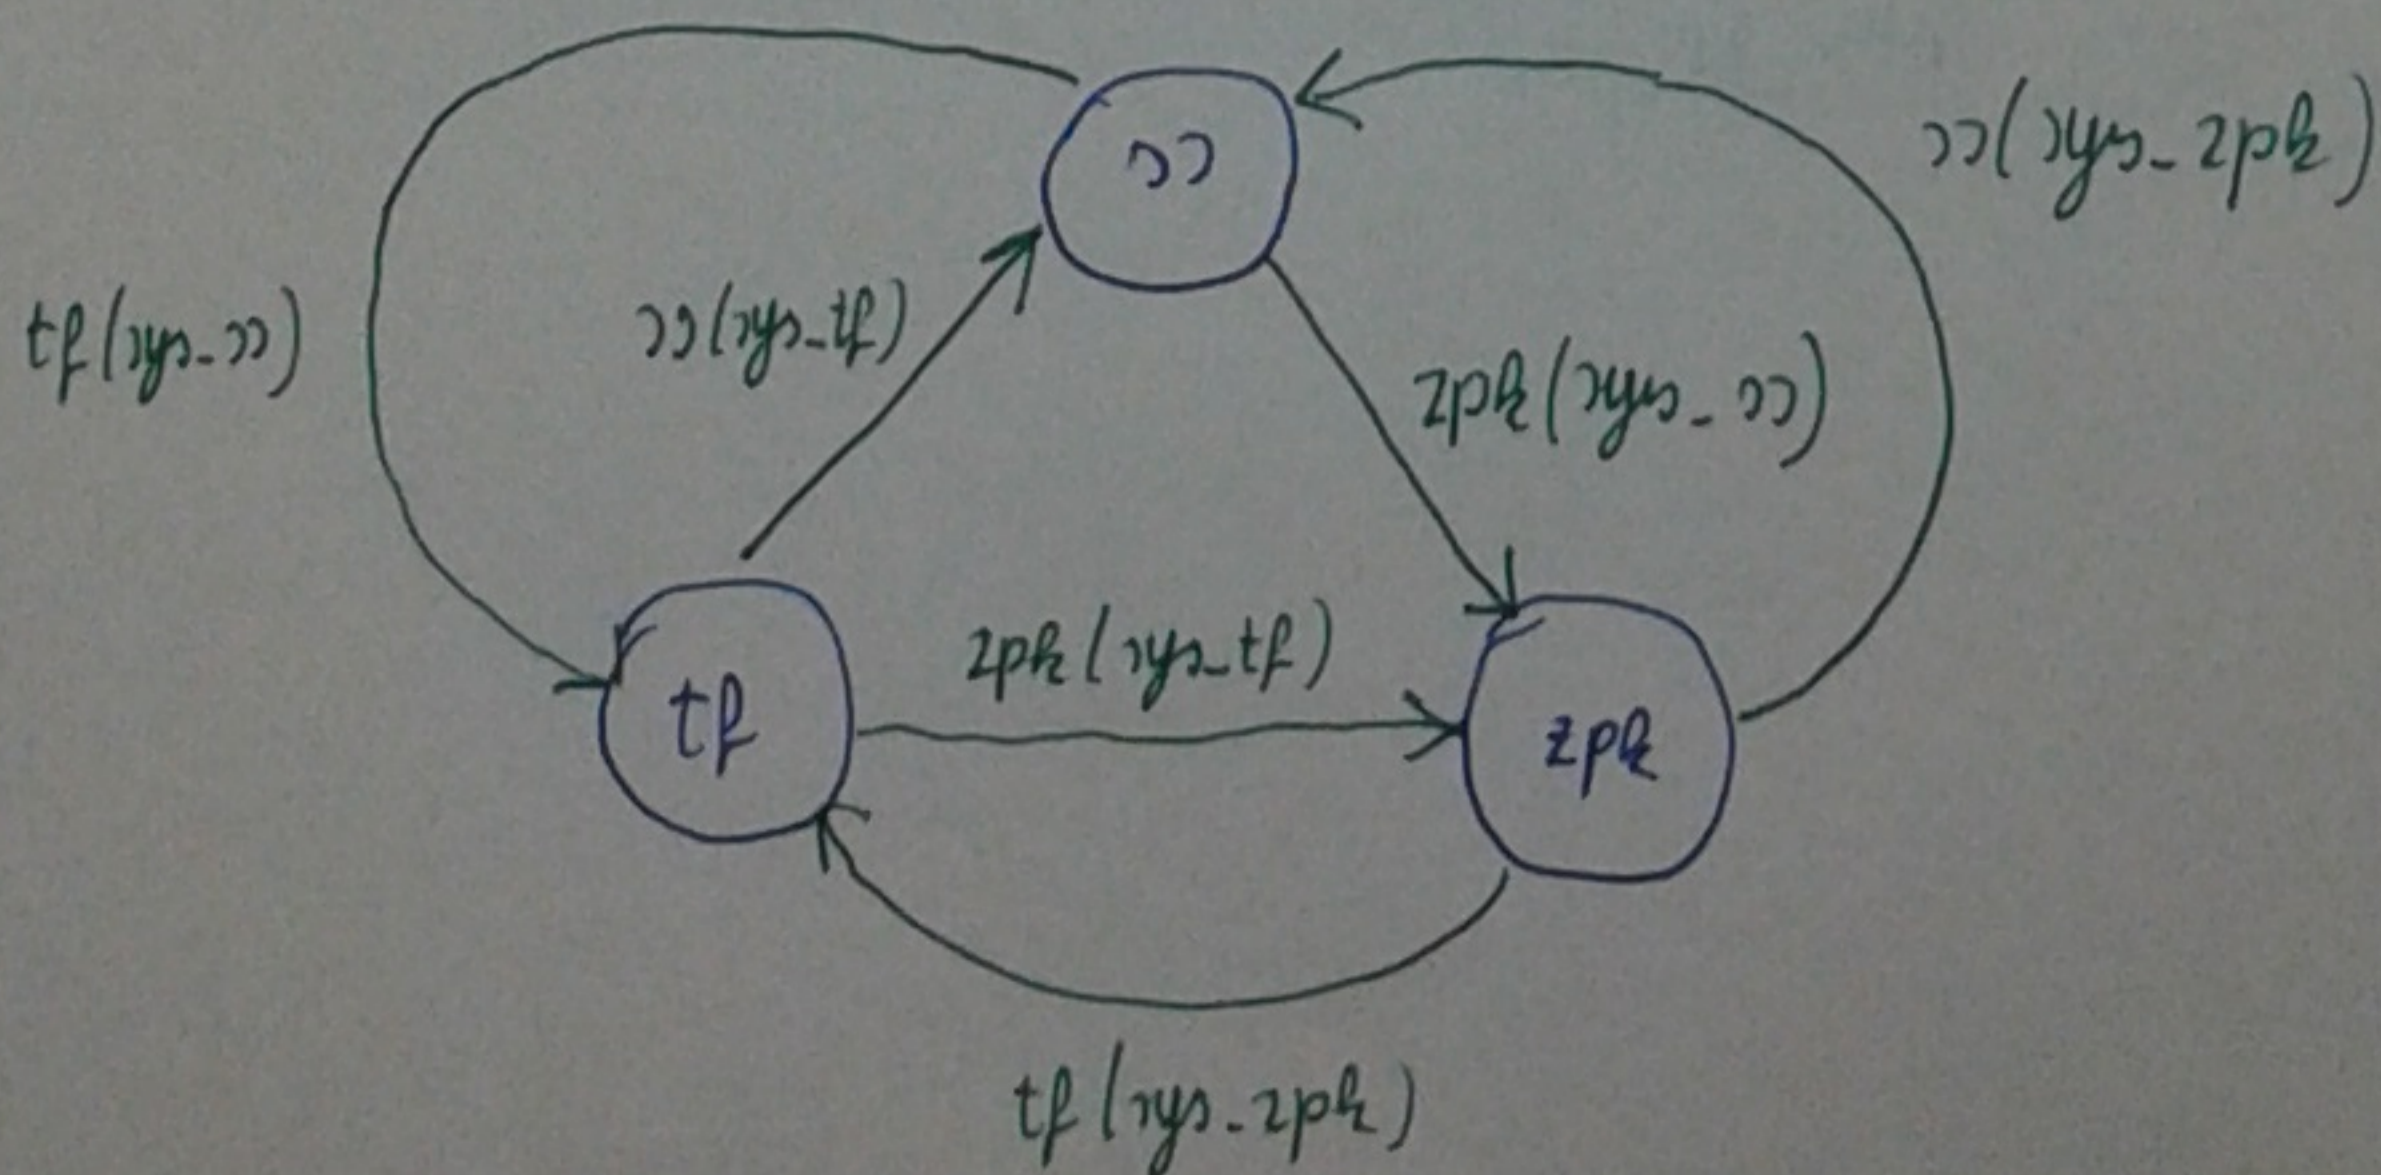 ss
ss(sys_zpk)
tf(sys_ss)
ss(sys_tf)
zpk(sys_ss)
zpk(sys_tf)
tf
zpk
tf(sys_zpk)